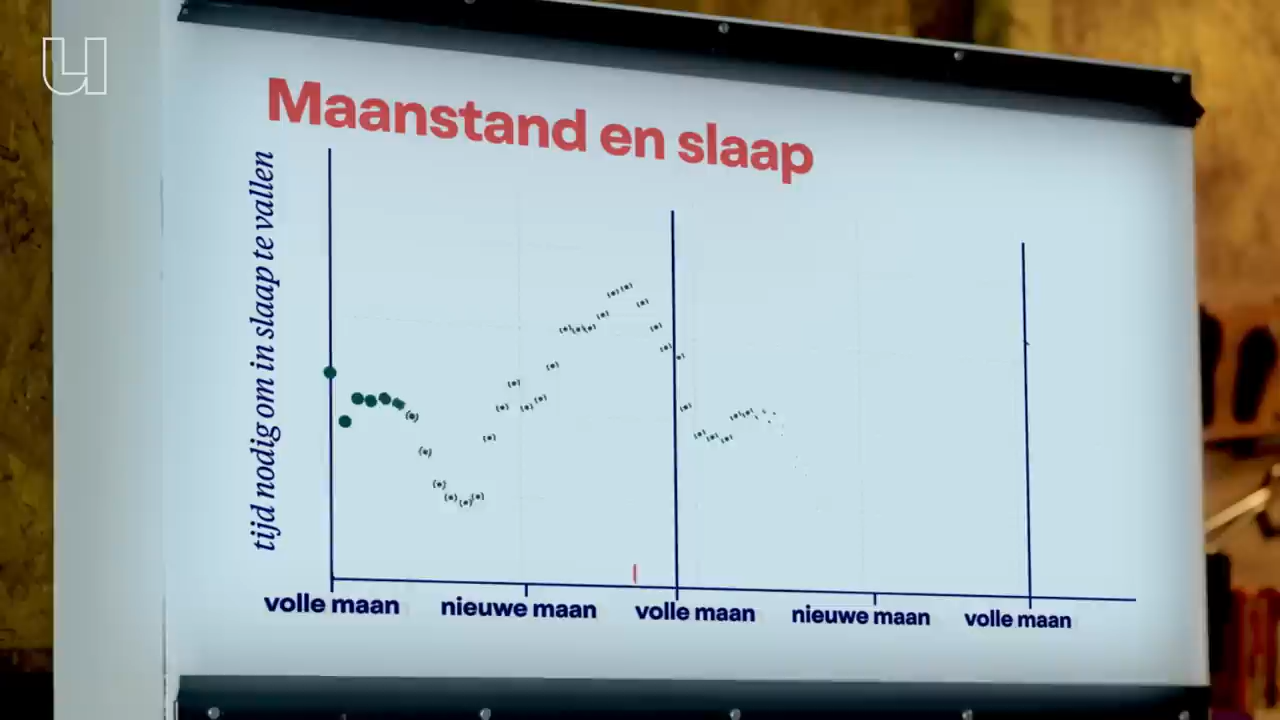 Maanstand en slaap
tijd nodig om in slaap te vallen
volle maan nieuwe maan volle maan nieuwe maan volle maan